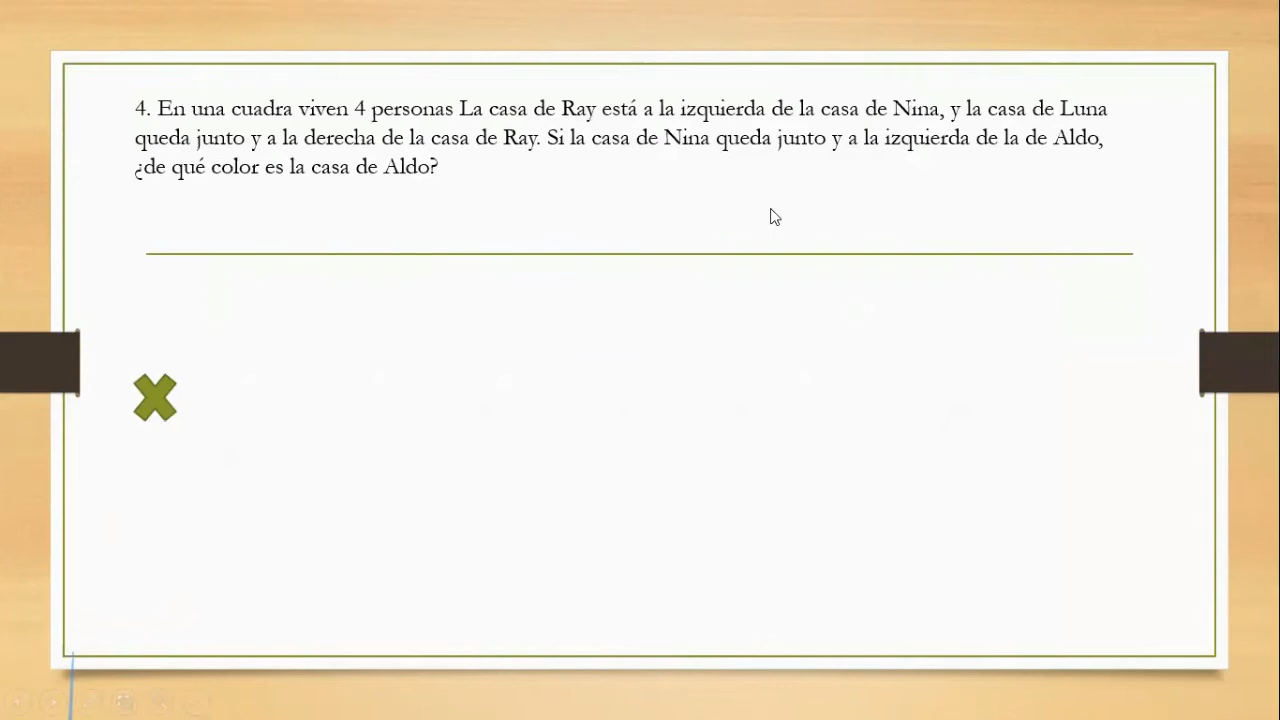 4. En una cuadra viven 4 personas La casa de Ray está a la izquierda de la casa de Nina, y la casa de Luna
queda junto y a la derecha de la casa de Ray. Si la casa de Nina queda junto y a la izquierda de la de Aldo,
¿de qué color es la casa de Aldo?